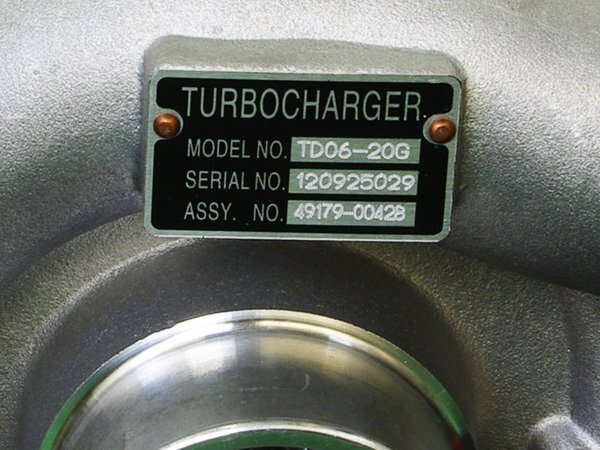 TURBOCHARGER
MODEL NO. TD06-20G
SERIAL NO. 120925029
ASSY. NO. 49179-00428